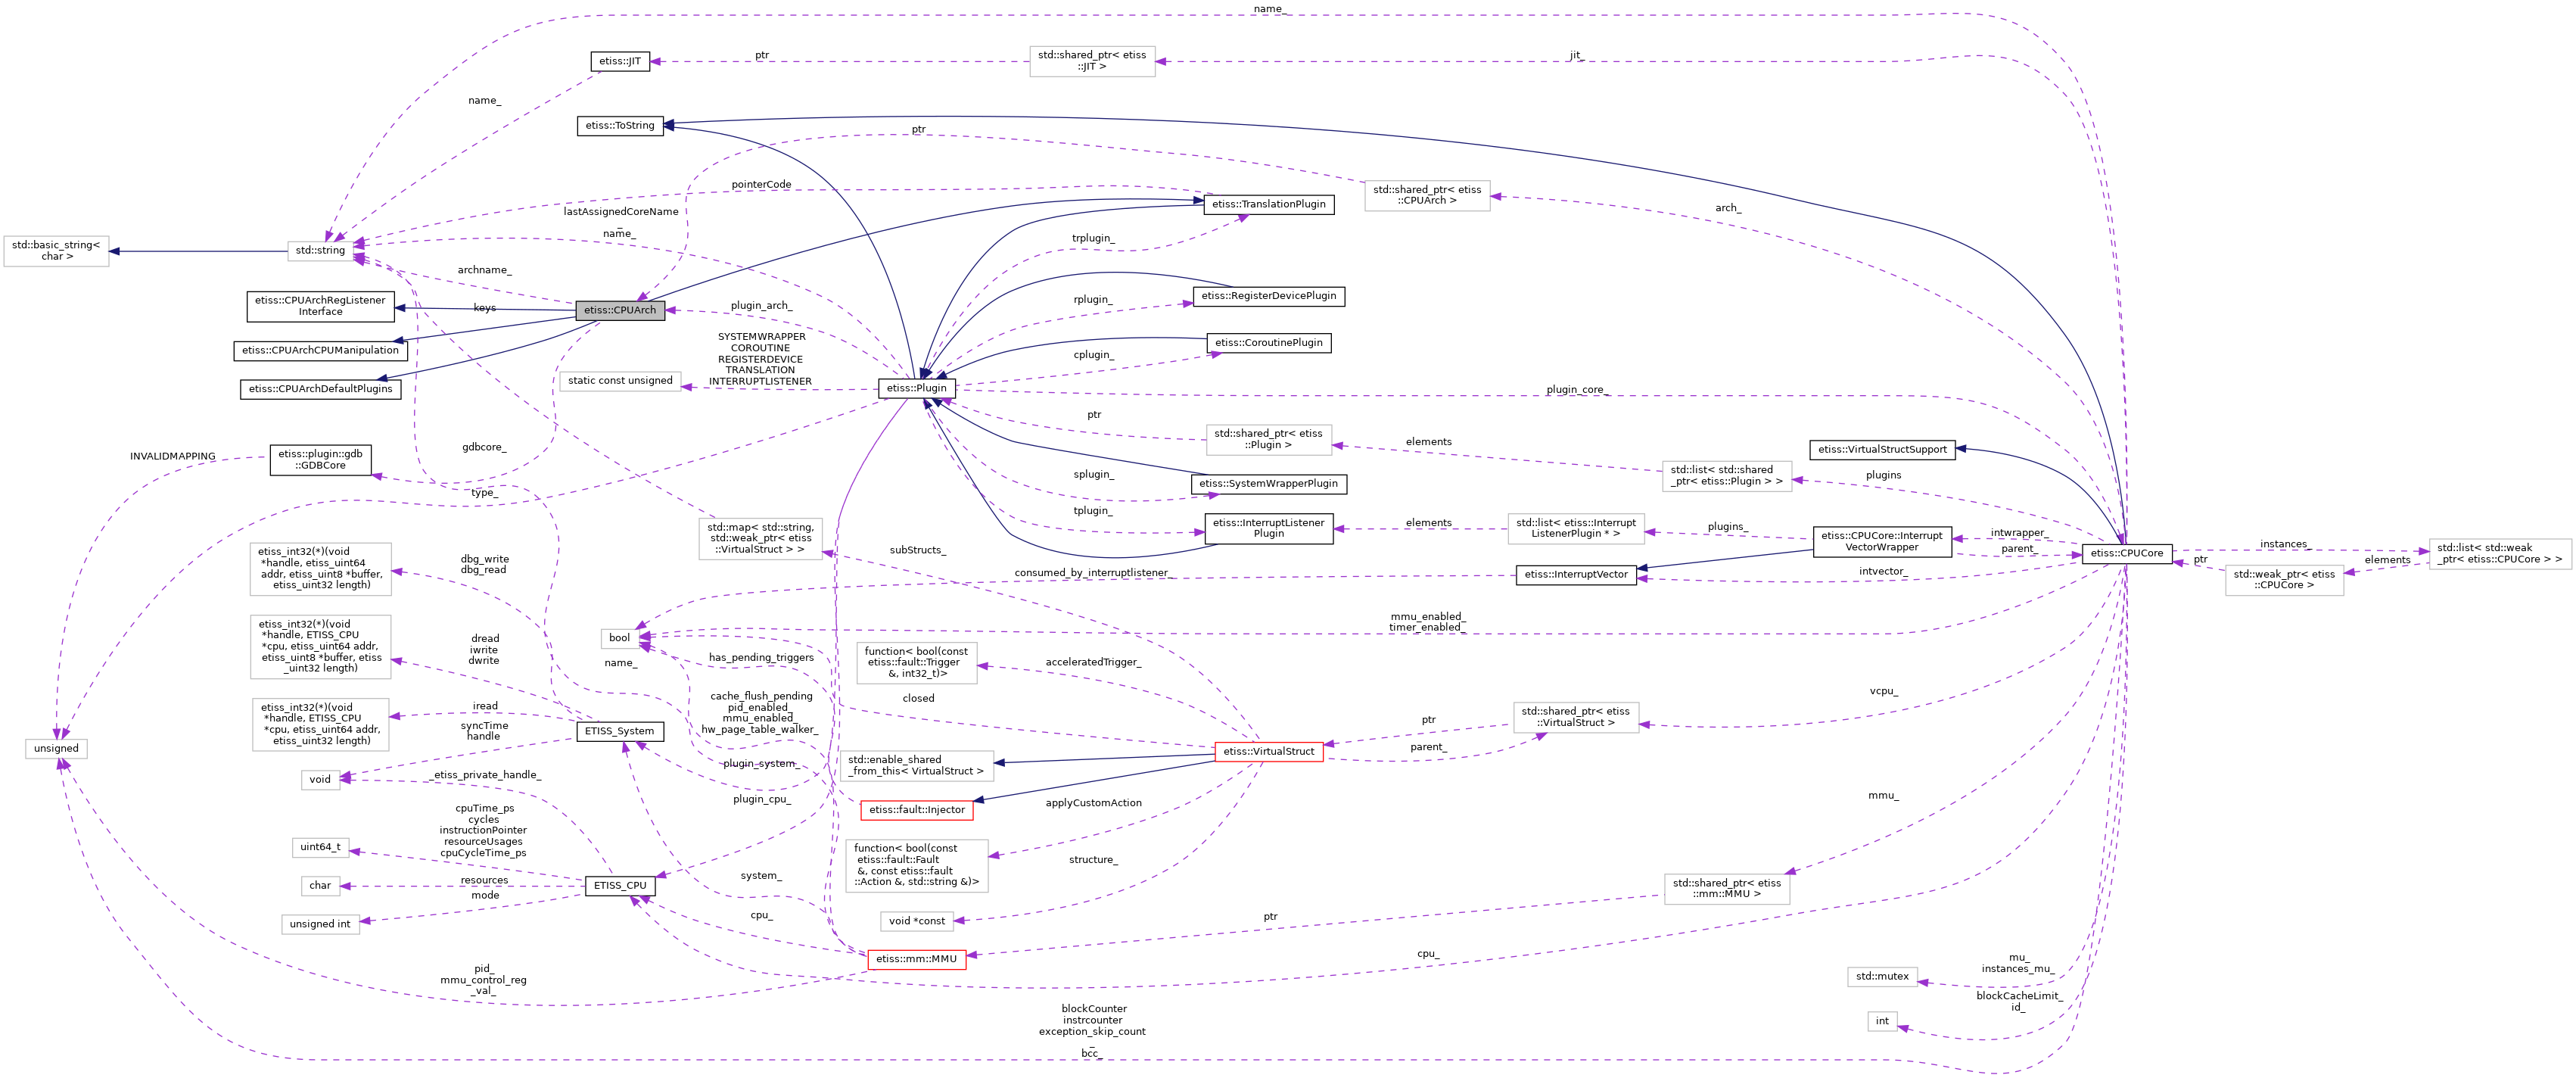 name_
etiss::JIT
ptr
std::shared_ptr< etiss
::JIT >
jit_
name_
etiss::ToString
ptr
pointerCode
std::shared_ptr< etiss
::CPUArch >
arch_
etiss::TranslationPlugin
lastAssignedCoreName
_
name_
std::basic_string<
char >
std::string
trplugin_
archname_
etiss::CPUArchRegListener
Interface
keys
etiss::CPUArch
plugin_arch_
rplugin_
etiss::RegisterDevicePlugin
etiss::CPUArchCPUManipulation
SYSTEMWRAPPER
COROUTINE
REGISTERDEVICE
TRANSLATION
INTERRUPTLISTENER
cplugin_
etiss::CoroutinePlugin
etiss::CPUArchDefaultPlugins
static const unsigned
etiss::Plugin
plugin_core_
ptr
std::shared_ptr< etiss
::Plugin >
elements
etiss::VirtualStructSupport
INVALIDMAPPING
etiss::plugin::gdb
::GDBCore
gdbcore_
std::list< std::shared
_ptr< etiss::Plugin > >
plugins
splugin_
etiss::SystemWrapperPlugin
type_
tplugin_
etiss::InterruptListener
Plugin
elements
std::list< etiss::Interrupt
ListenerPlugin * >
plugins_
etiss::CPUCore::Interrupt
VectorWrapper
intwrapper_
parent_
etiss::CPUCore
instances_
std::list< std::weak
_ptr< etiss::CPUCore > >
ptr
std::weak_ptr< etiss
::CPUCore >
elements
std::map< std::string,
std::weak_ptr< etiss
::VirtualStruct > >
subStructs_
etiss_int32(*)(void
*handle, etiss_uint64
addr, etiss_uint8 *buffer,
etiss_uint32 length)
dbg_write
dbg_read
consumed_by_interruptlistener_
etiss::InterruptVector
intvector_
etiss_int32(*)(void
*handle, ETISS_CPU
*cpu, etiss_uint64 addr,
etiss_uint8 *buffer, etiss
_uint32 length)
dread
iwrite
dwrite
bool
name_
has_pending_triggers
mmu_enabled_
timer_enabled_
function< bool(const
etiss::fault::Trigger
&, int32_t)>
acceleratedTrigger_
closed
vcpu_
etiss_int32(*)(void
*handle, ETISS_CPU
*cpu, etiss_uint64 addr,
etiss_uint32 length)
iread
syncTime
handle
ETISS_System
cache_flush_pending
pid_enabled_
mmu_enabled_
hw_page_table_walker_
ptr
std::shared_ptr< etiss
::VirtualStruct >
parent_
etiss::VirtualStruct
unsigned
void
_etiss_private_handle_
plugin_system_
std::enable_shared
_from_this< VirtualStruct >
plugin_cpu_
etiss::fault::Injector
applyCustomAction
mmu_
cpuTime_ps
cycles
instructionPointer
resourceUsages
cpuCycleTime_ps
uint64_t
function< bool(const
etiss::fault::Fault
&, const etiss::fault
::Action &, std::string &)>
structure_
char
resources
mode
ETISS_CPU
system_
std::shared_ptr< etiss
::mm::MMU >
unsigned int
cpu_
void *const
ptr
etiss::mm::MMU
cpu_
pid_
mmu_control_reg
_val_
std::mutex
mu_
instances_mu_
int
blockCacheLimit_
id_
blockCounter
instrcounter
exception_skip_count
_
bcc_